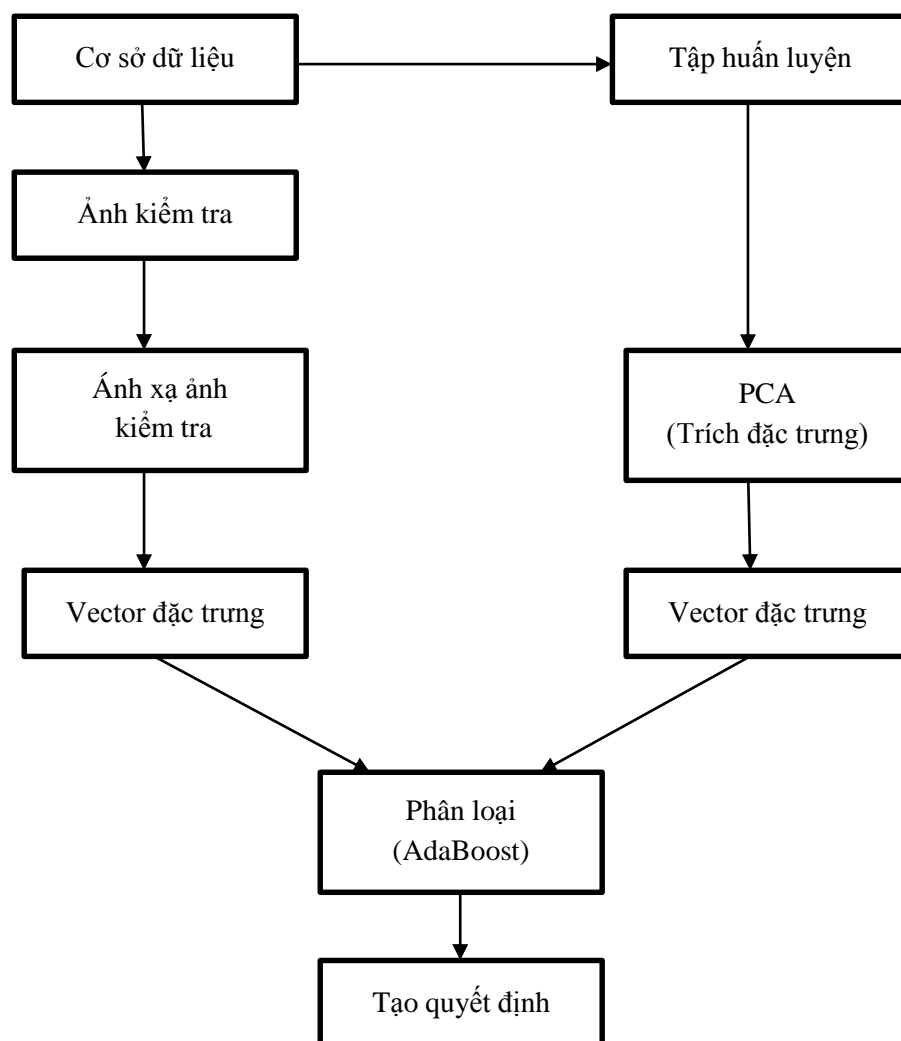 Cơ sở dữ liệu
Tập huấn luyện
Ảnh kiểm tra
Ánh xạ ảnh
kiểm tra
PCA
(Trích đặc trưng)
Vector đặc trưng
Vector đặc trưng
Phân loại
(AdaBoost)
Tạo quyết định